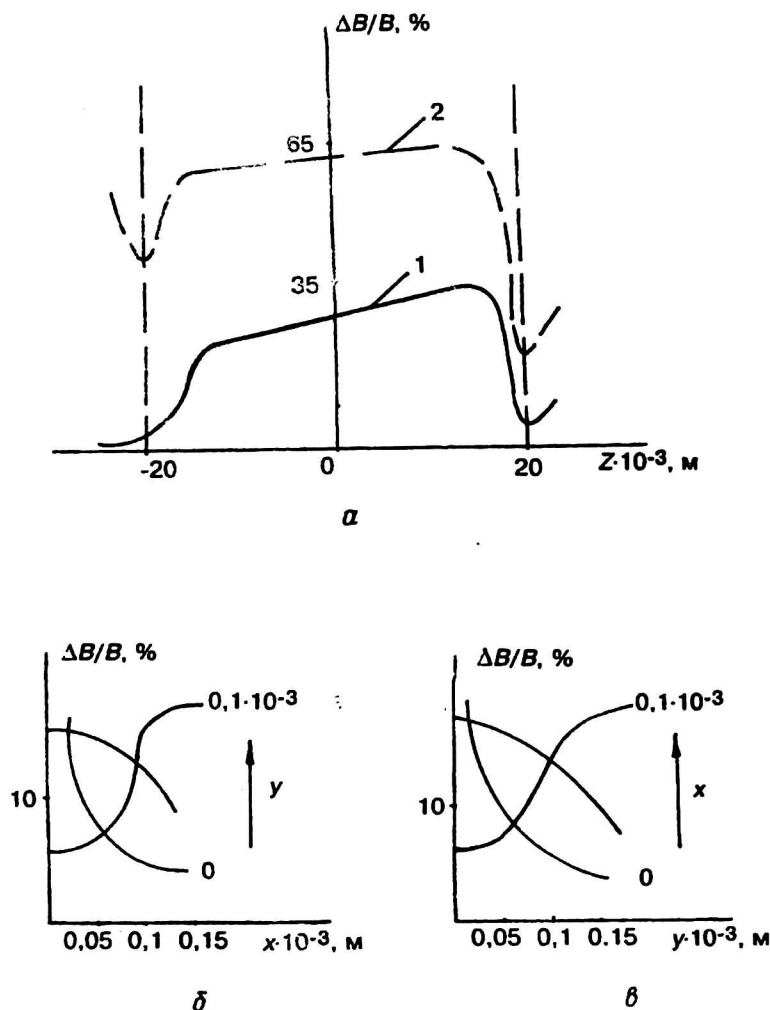 ΔB/B, %
2
65
1
35
-20 0 20 Z·10⁻³, м
а
ΔB/B, %
0,1·10⁻³
y
10
0
0,05 0,1 0,15 x·10⁻³, м
б
ΔB/B, %
0,1·10⁻³
x
10
0
0,05 0,1 0.15 y·10⁻³, м
в